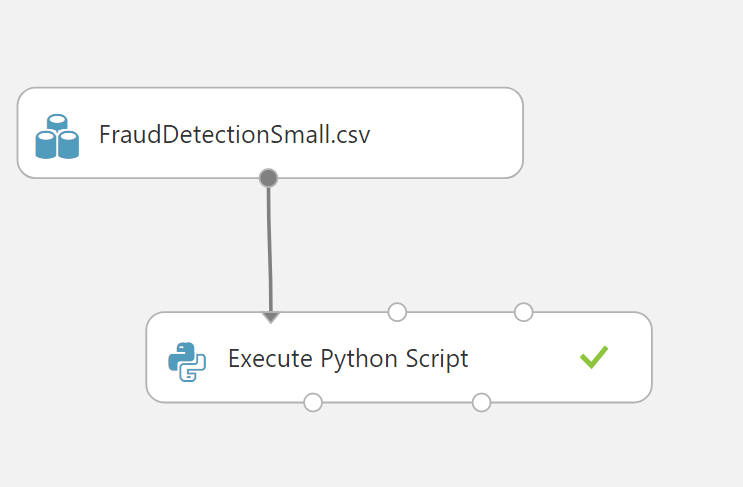 FraudDetectionSmall.csv
Execute Python Script